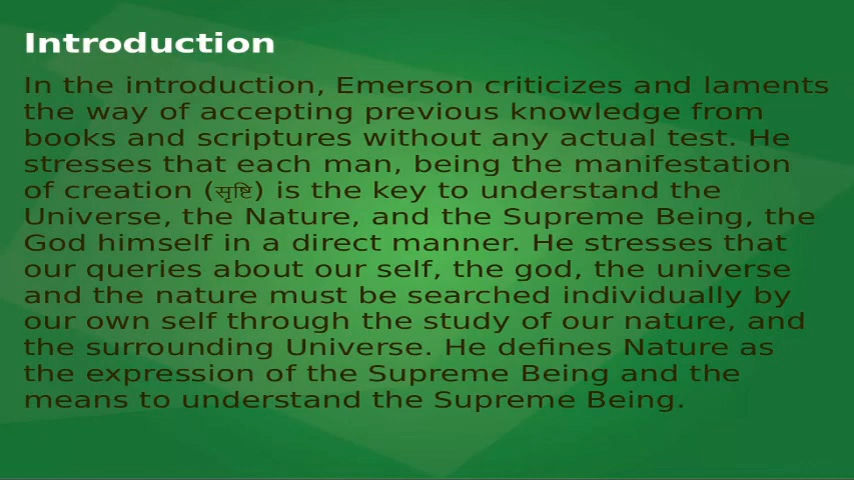 Introduction
In the introduction, Emerson criticizes and laments
the way of accepting previous knowledge from
books and scriptures without any actual test. He
stresses that each man, being the manifestation
of creation (सृष्टि) is the key to understand the
Universe, the Nature, and the Supreme Being, the
God himself in a direct manner. He stresses that
our queries about our self, the god, the universe
and the nature must be searched individually by
our own self through the study of our nature, and
the surrounding Universe. He defines Nature as
the expression of the Supreme Being and the
means to understand the Supreme Being.